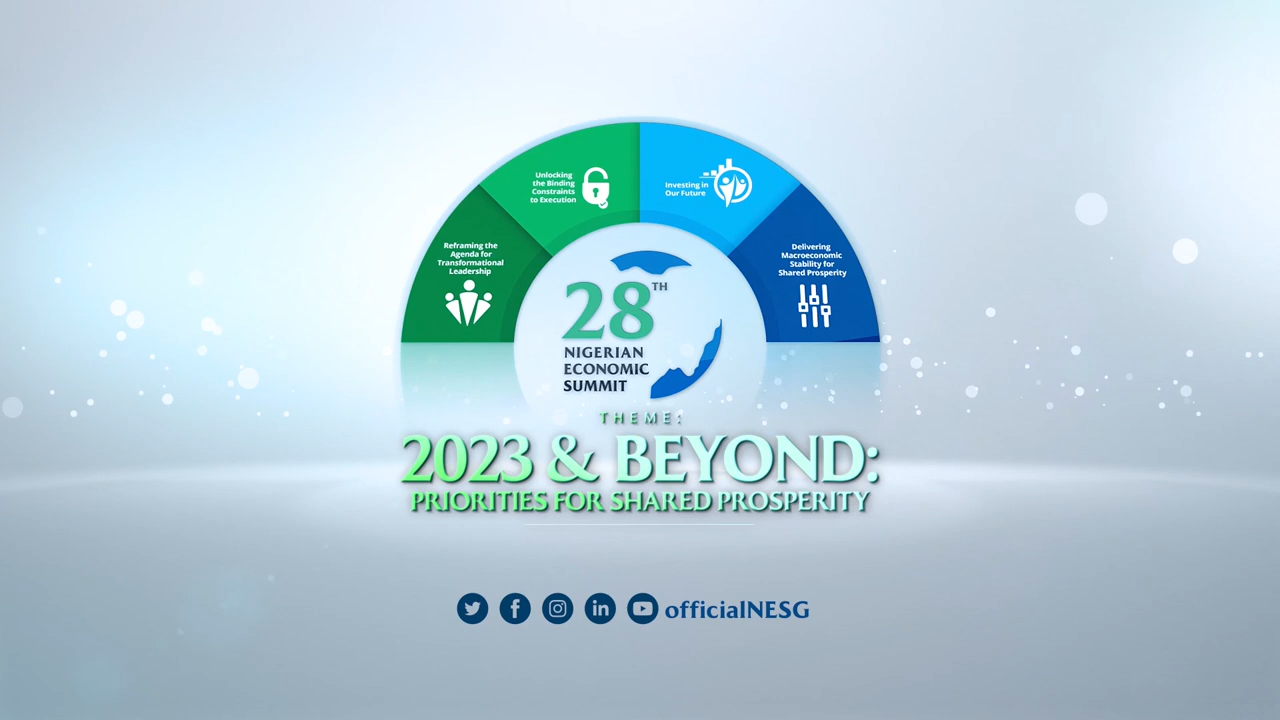 Unlocking
the Binding
Constraints
to Execution
Investing in
Our Future
Reframing the
Agenda for
Transformational
Leadership
Delivering
Macroeconomic
Stability for
Shared Prosperity
28TH
NIGERIAN
ECONOMIC
SUMMIT
THEME:
2023 & BEYOND:
PRIORITIES FOR SHARED PROSPERITY
officialNESG